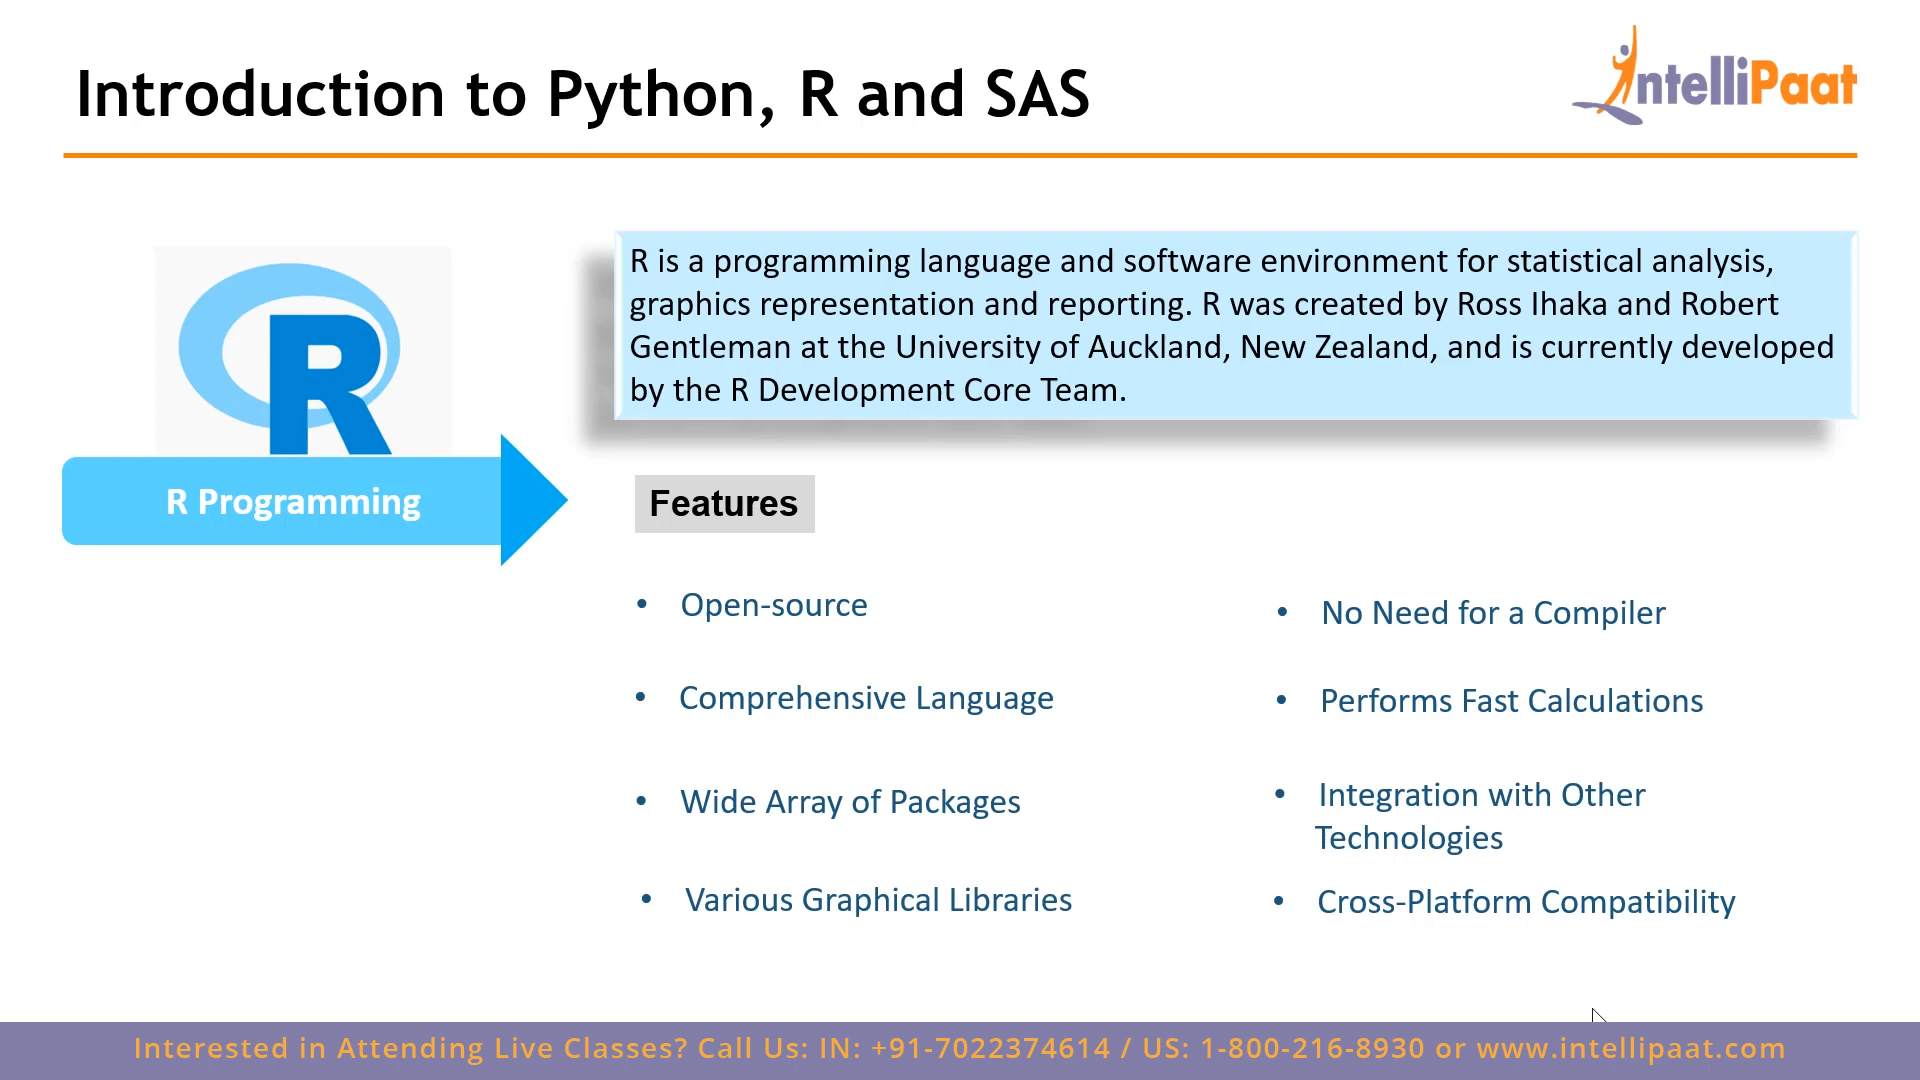 Introduction to Python, R and SAS
IntelliPaat
R is a programming language and software environment for statistical analysis,
graphics representation and reporting. R was created by Ross Ihaka and Robert
Gentleman at the University of Auckland, New Zealand, and is currently developed
by the R Development Core Team.
R
R Programming
Features
• Open-source
• Comprehensive Language
• Wide Array of Packages
• Various Graphical Libraries
• No Need for a Compiler
• Performs Fast Calculations
• Integration with Other
Technologies
• Cross-Platform Compatibility
Interested in Attending Live Classes? Call Us: IN: +91-7022374614 / US: 1-800-216-8930 or www.intellipaat.com